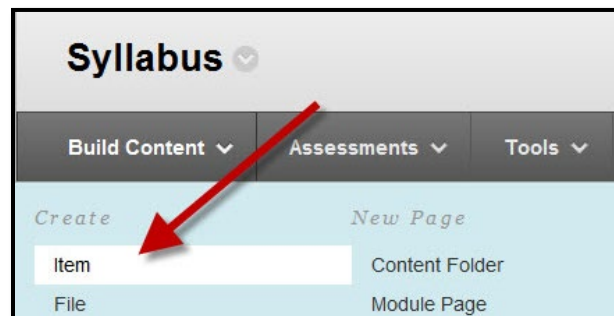 Syllabus
Build Content Assessments Tools
Create New Page
Item Content Folder
File Module Page